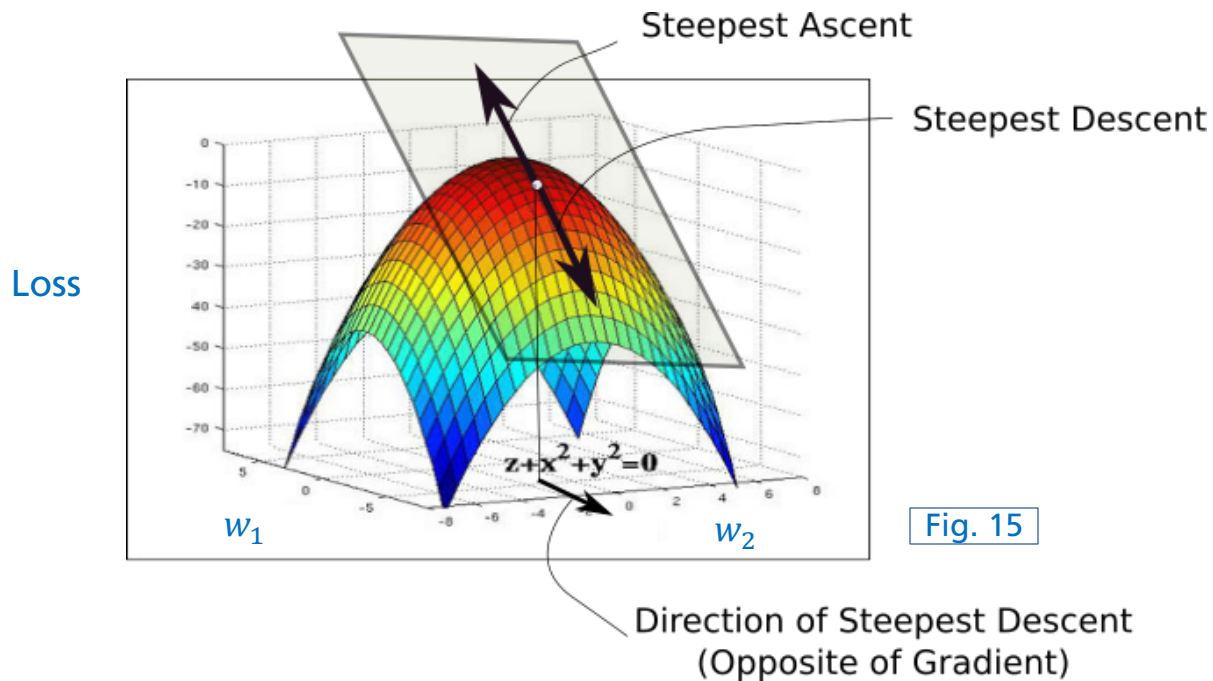 Steepest Ascent
Steepest Descent
Loss
0
-10
-20
-30
-40
-50
-60
-70
5
0
-5
-8
-6
-4
0
2
4
6
8
z+x²+y²=0
w₁
w₂
Fig. 15
Direction of Steepest Descent
(Opposite of Gradient)